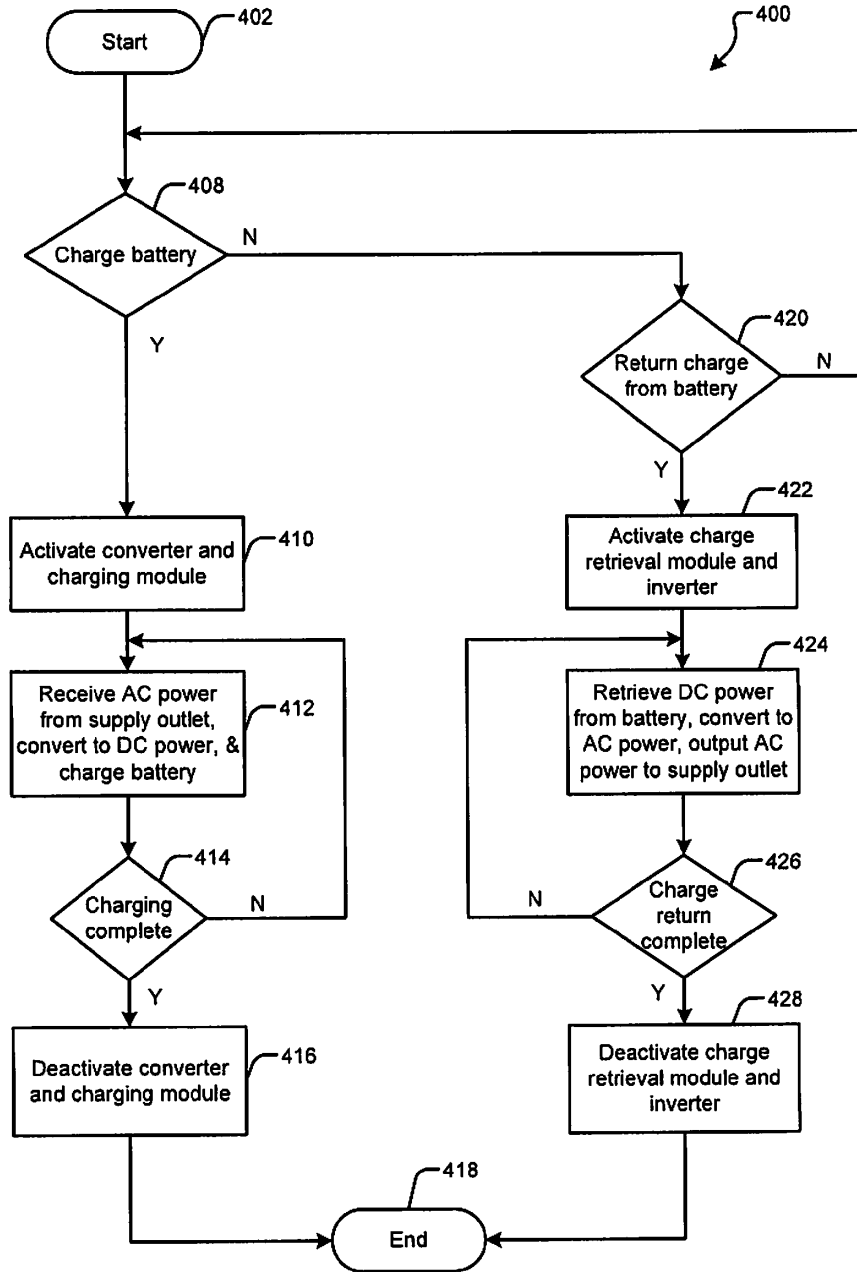 Start
402
400
408
Charge battery
N
420
Y
Return charge
from battery
N
Y
422
Activate converter and
charging module
410
Activate charge
retrieval module and
inverter
424
Receive AC power
from supply outlet,
convert to DC power, &
charge battery
412
Retrieve DC power
from battery, convert to
AC power, output AC
power to supply outlet
414
426
Charging
complete
N
N
Charge
return
complete
Y
Y
428
Deactivate converter
and charging module
416
Deactivate charge
retrieval module and
inverter
418
End